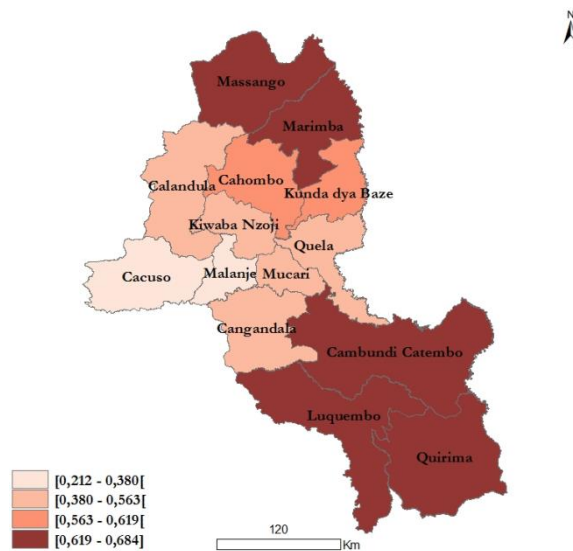 N
Massango
Marimba
Calandula
Cahombo
Kunda dya Baze
Kiwaba Nzoji
Quela
Cacuso
Malanje
Mucari
Cangandala
Cambundi Catembo
Luquembo
Quirima
[0,212 - 0,380[
[0,380 - 0,563[
[0,563 - 0,619[
[0,619 - 0,684]
120
Km